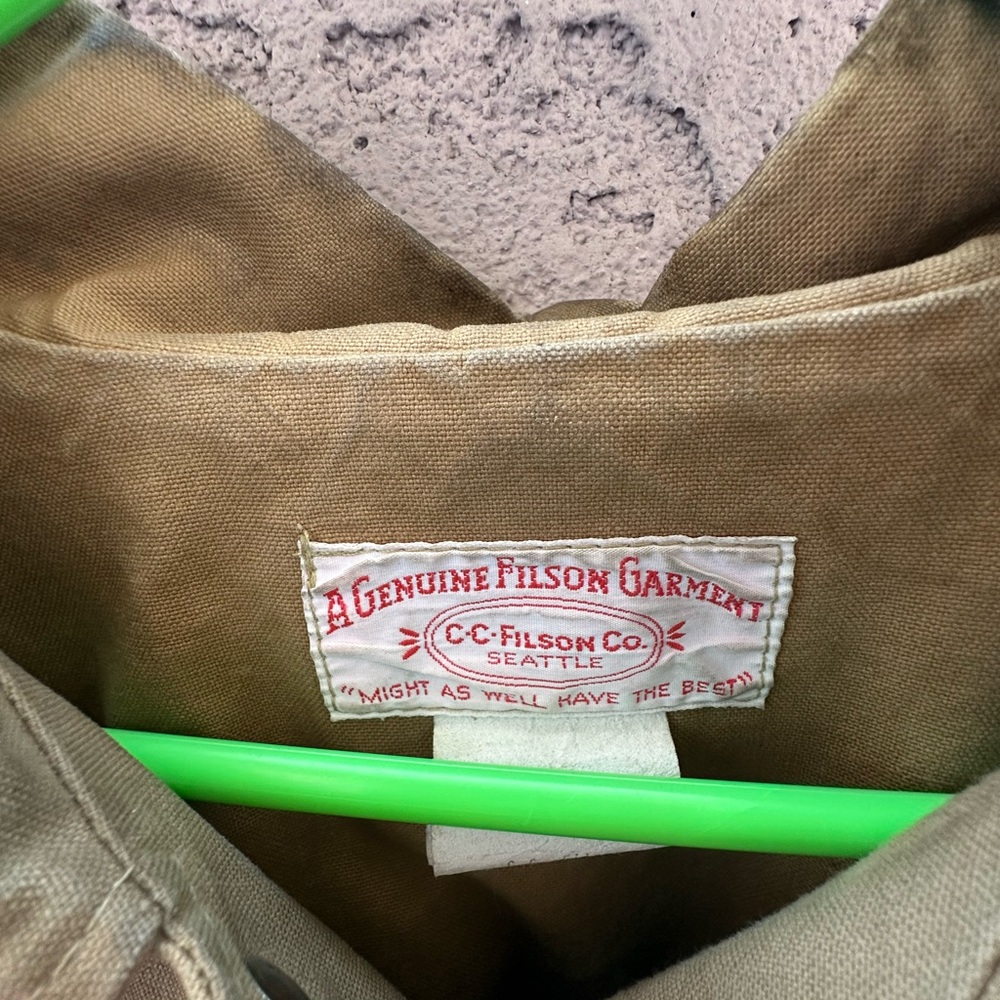 A GENUINE FILSON GARMENT
C·C·FILSON CO.
SEATTLE
"MIGHT AS WELL HAVE THE BEST"